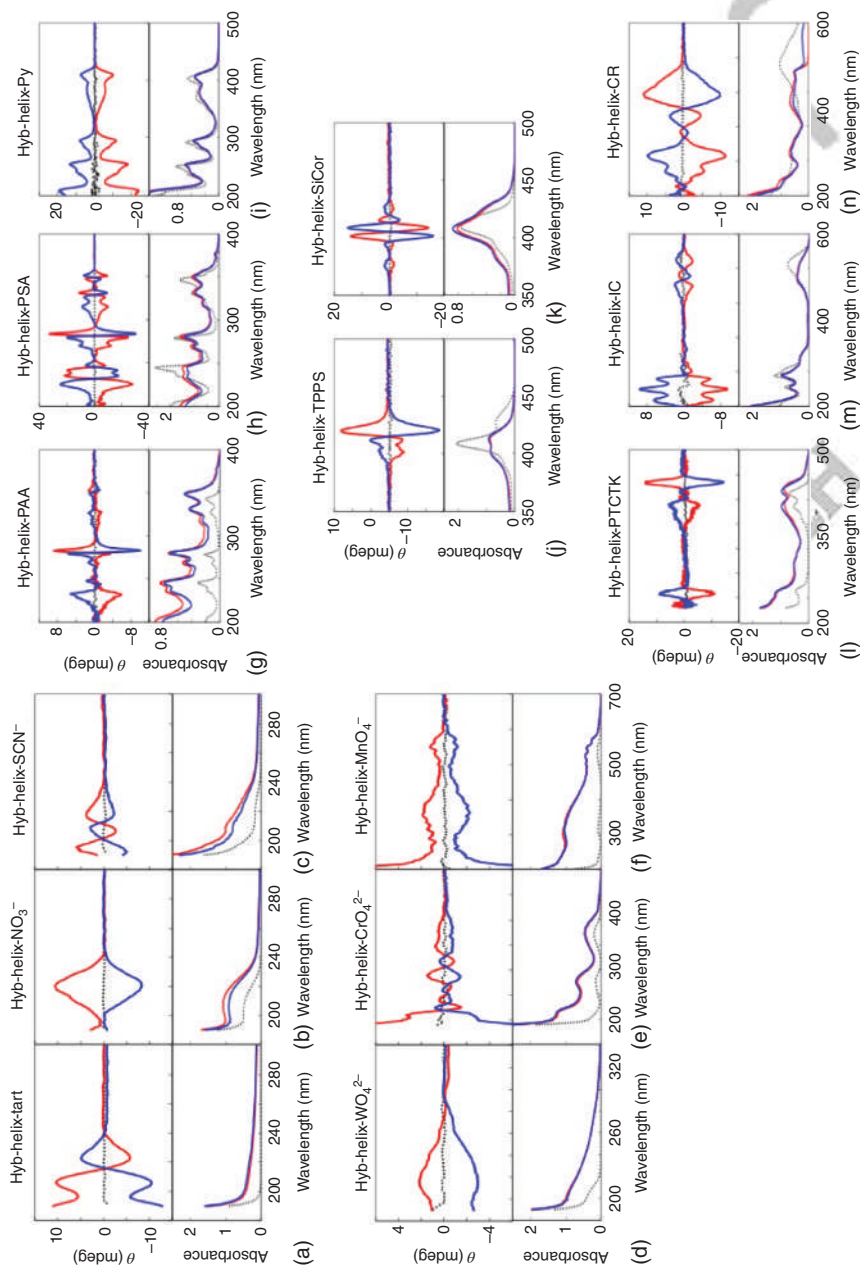 Hyb-helix-tart
Hyb-helix-NO₃⁻
Hyb-helix-SCN⁻
θ (mdeg)
10
0
−10
Absorbance
2
1
0
200 240 280
200 240 280
200 240 280
Wavelength (nm)
Wavelength (nm)
Wavelength (nm)
(a)
(b)
(c)
Hyb-helix-WO₄²⁻
Hyb-helix-CrO₄²⁻
Hyb-helix-MnO₄⁻
θ (mdeg)
4
0
−4
Absorbance
2
1
0
200 260 320
200 300 400
300 500 700
Wavelength (nm)
Wavelength (nm)
Wavelength (nm)
(d)
(e)
(f)
Hyb-helix-PAA
θ (mdeg)
8
0
−8
Absorbance
0.8
0
200 300 400
Wavelength (nm)
(g)
Hyb-helix-PSA
40
0
−40
2
0
200 300 400
Wavelength (nm)
(h)
Hyb-helix-Py
20
0
−20
0.8
0
200 300 400 500
Wavelength (nm)
(i)
Hyb-helix-TPPS
θ (mdeg)
10
0
−10
Absorbance
2
0
350 400 450 500
Wavelength (nm)
(j)
Hyb-helix-SiCor
20
0
−20
0.8
0
350 400 450 500
Wavelength (nm)
(k)
Hyb-helix-PTCTK
θ (mdeg)
20
0
−20
Absorbance
2
0
200 350 500
Wavelength (nm)
(l)
Hyb-helix-IC
8
0
−8
2
0
200 400 600
Wavelength (nm)
(m)
Hyb-helix-CR
10
0
−10
2
0
200 400 600
Wavelength (nm)
(n)